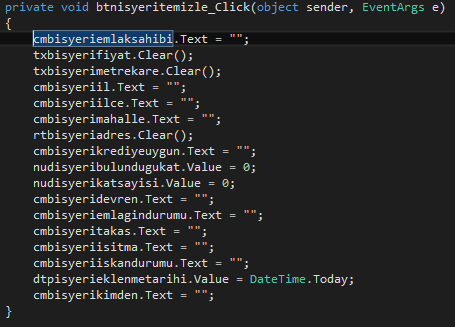 private void btnisyeritemizle_Click(object sender, EventArgs e)
{
cmbisyeriemlaksahibi.Text = "";
txbisyerifiyat.Clear();
txbisyerimetrekare.Clear();
cmbisyeriil.Text = "";
cmbisyeriilce.Text = "";
cmbisyerimahalle.Text = "";
rtbisyeriadres.Clear();
cmbisyerikrediyeuygun.Text = "";
nudisyeribulundugukat.Value = 0;
nudisyerikatsayisi.Value = 0;
cmbisyeridevren.Text = "";
cmbisyeriemlagindurumu.Text = "";
cmbisyeritakas.Text = "";
cmbisyeriisitma.Text = "";
cmbisyeriiskandurumu.Text = "";
dtpisyerieklenmetarihi.Value = DateTime.Today;
cmbisyerikimden.Text = "";
}